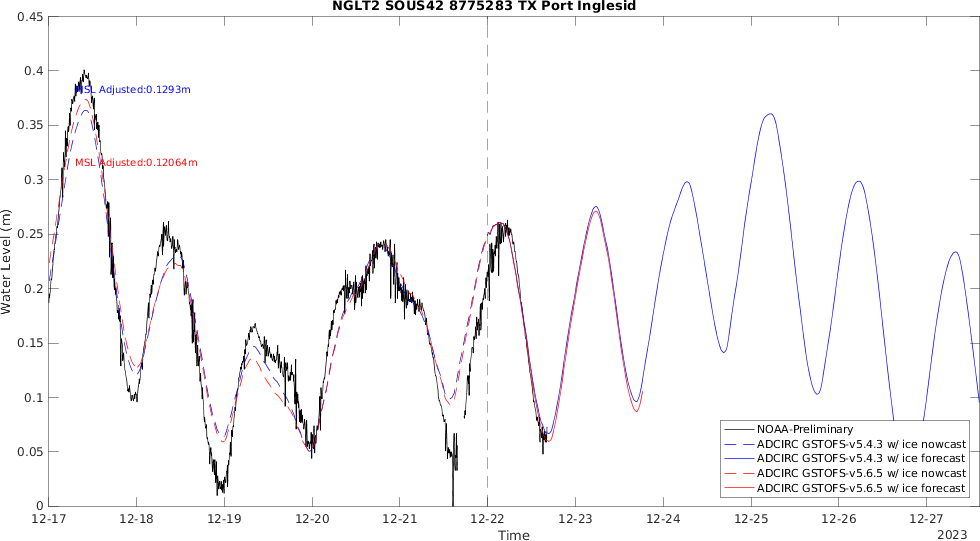 NGLT2 SOUS42 8775283 TX Port Inglesid
0.45
0.4
0.35
0.3
0.25
0.2
0.15
0.1
0.05
0
Water Level (m)
MSL Adjusted:0.1293m
MSL Adjusted:0.12064m
NOAA-Preliminary
ADCIRC GSTOFS-v5.4.3 w/ ice nowcast
ADCIRC GSTOFS-v5.4.3 w/ ice forecast
ADCIRC GSTOFS-v5.6.5 w/ ice nowcast
ADCIRC GSTOFS-v5.6.5 w/ ice forecast
12-17 12-18 12-19 12-20 12-21 12-22 12-23 12-24 12-25 12-26 12-27
Time
2023